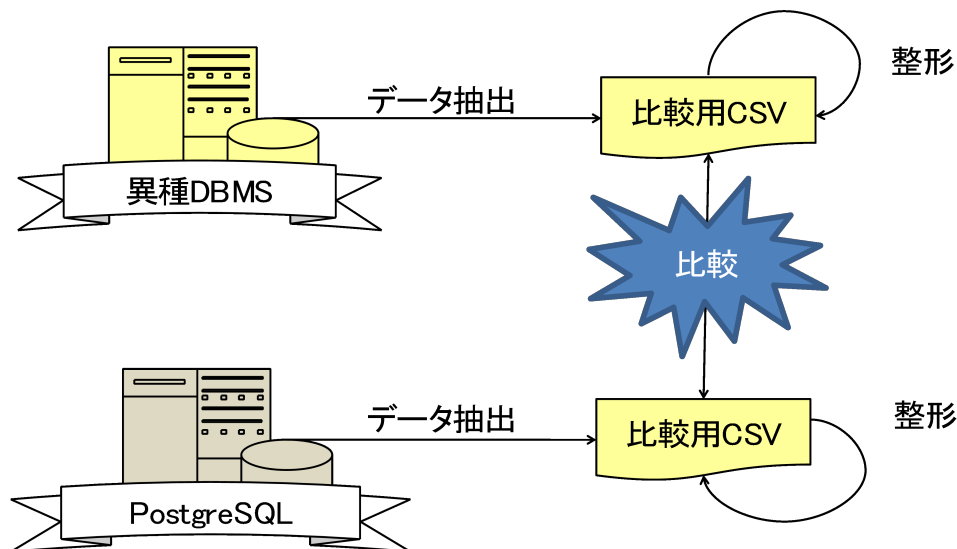 整形
データ抽出
比較用CSV
異種DBMS
比較
データ抽出
比較用CSV
整形
PostgreSQL